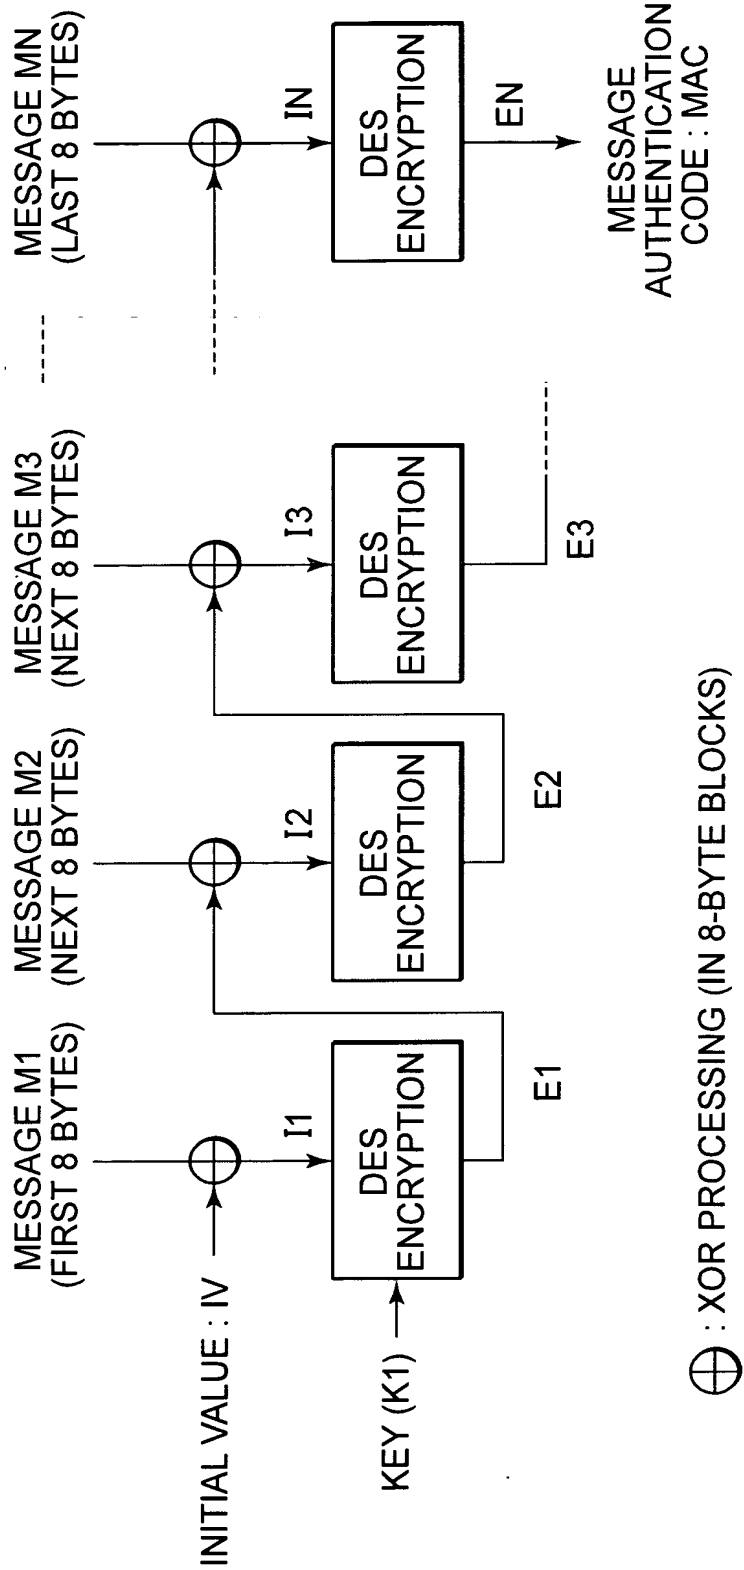 MESSAGE M1
(FIRST 8 BYTES)
MESSAGE M2
(NEXT 8 BYTES)
MESSAGE M3
(NEXT 8 BYTES)
MESSAGE MN
(LAST 8 BYTES)
INITIAL VALUE : IV
I1
I2
I3
IN
KEY (K1)
DES
ENCRYPTION
DES
ENCRYPTION
DES
ENCRYPTION
DES
ENCRYPTION
E1
E2
E3
EN
MESSAGE
AUTHENTICATION
CODE : MAC
: XOR PROCESSING (IN 8-BYTE BLOCKS)